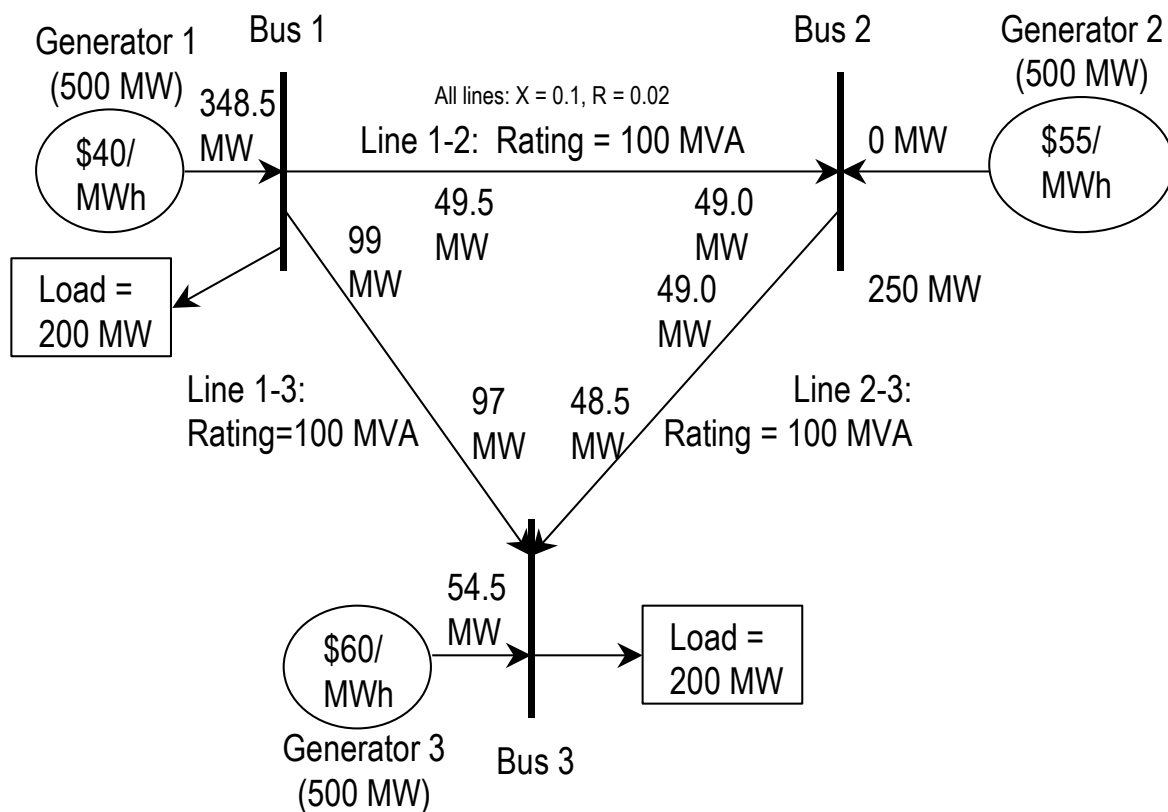 Generator 1
(500 MW)
$40/
MWh
348.5
MW
Bus 1
All lines: X = 0.1, R = 0.02
Line 1-2:  Rating = 100 MVA
Bus 2
Generator 2
(500 MW)
0 MW
$55/
MWh
49.5
MW
49.0
MW
99
MW
49.0
MW
250 MW
Load =
200 MW
Line 1-3:
Rating=100 MVA
97
MW
48.5
MW
Line 2-3:
Rating = 100 MVA
54.5
MW
$60/
MWh
Generator 3
(500 MW)
Bus 3
Load =
200 MW